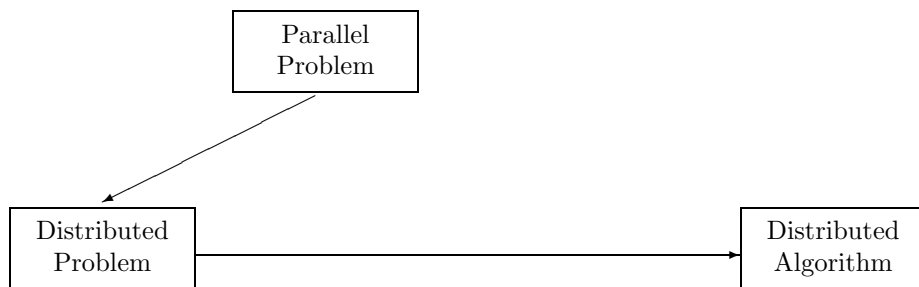 Parallel
Problem
Distributed
Problem
Distributed
Algorithm